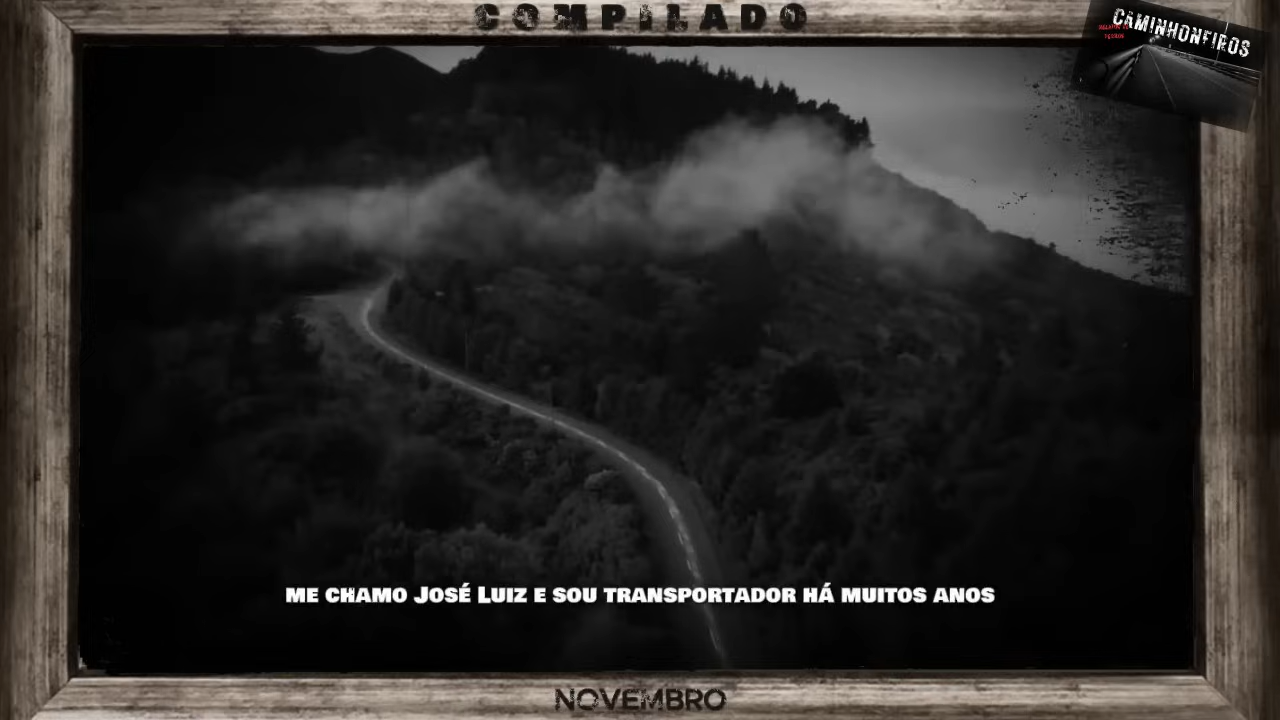 COMPILADO
CAMINHONEIROS
ME CHAMO JOSÉ LUIZ E SOU TRANSPORTADOR HÁ MUITOS ANOS
NOVEMBRO